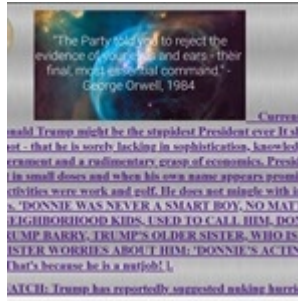 "The Party told you to reject the
evidence of your eyes and ears - their
final, most essential command." -
George Orwell, 1984
Curren
nald Trump might be the stupidest President ever It s
ot - that he is sorely lacking in sophistication, knowled
ernment and a rudimentary grasp of economics. Presi
in small doses and when his own name appears promi
ctivities were work and golf. He does not mingle with i
s. 'DONNIE WAS NEVER A SMART BOY, NO MAT
EIGHBORHOOD KIDS, USED TO CALL HIM, DO
UMP BARRY, TRUMP'S OLDER SISTER, WHO IS
ISTER WORRIES ABOUT HIM: 'DONNIE'S ACTIN
That's because he is a nutjob! ].
ATCH: Trump has reportedly suggested nuking hurri